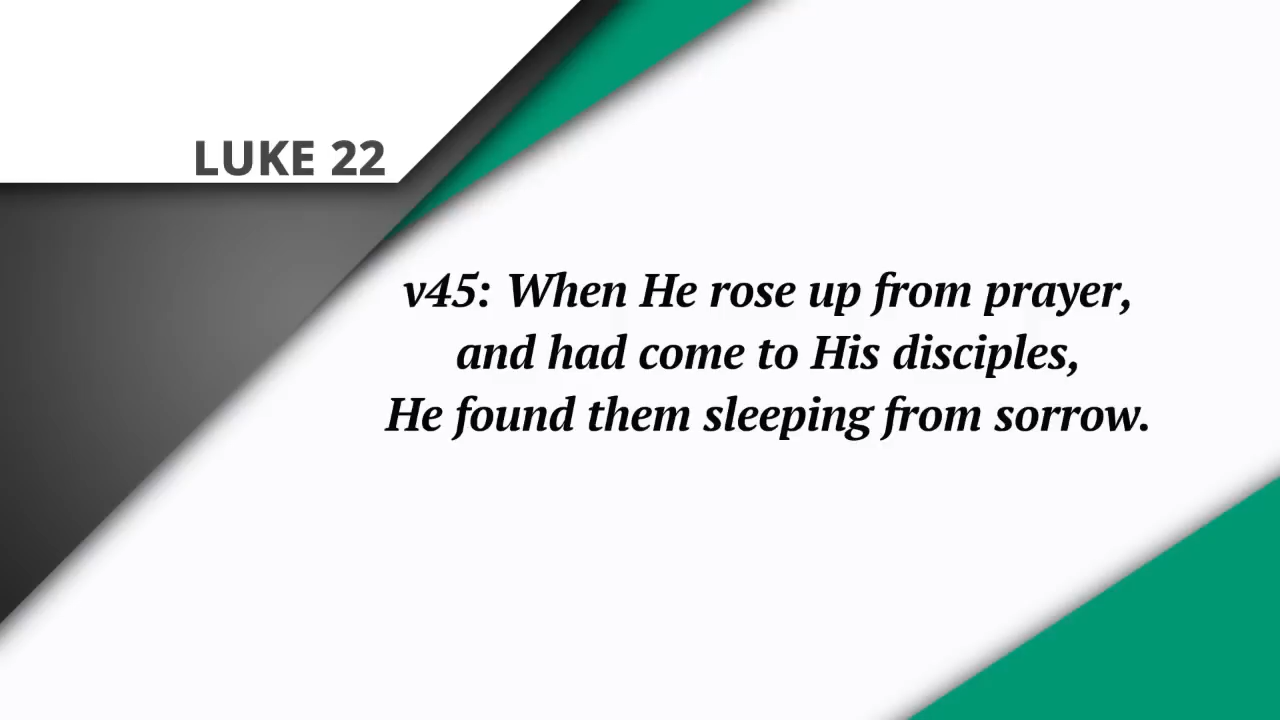 LUKE 22
v45: When He rose up from prayer,
and had come to His disciples,
He found them sleeping from sorrow.